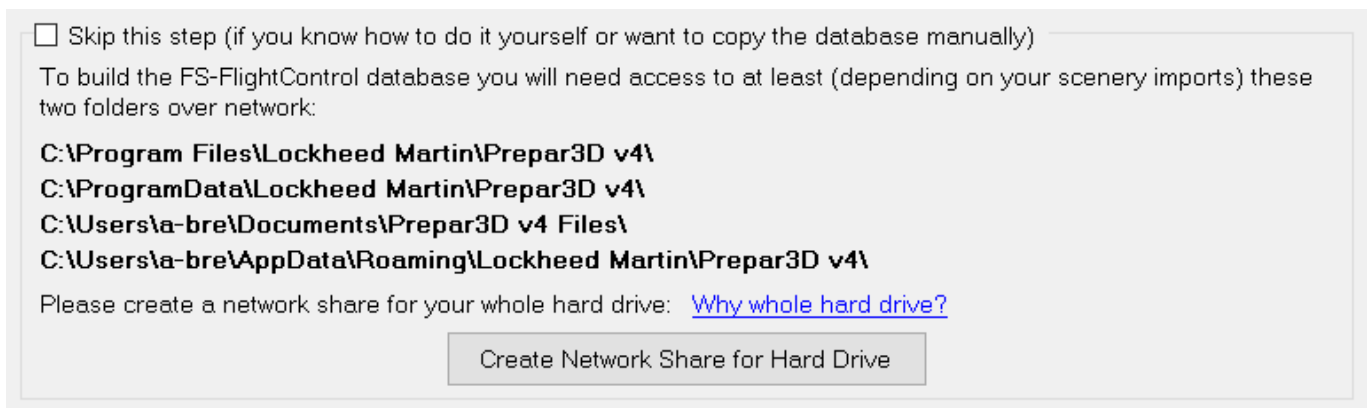 Skip this step (if you know how to do it yourself or want to copy the database manually)
To build the FS-FlightControl database you will need access to at least (depending on your scenery imports) these
two folders over network:
C:\Program Files\Lockheed Martin\Prepar3D v4\
C:\ProgramData\Lockheed Martin\Prepar3D v4\
C:\Users\a-bre\Documents\Prepar3D v4 Files\
C:\Users\a-bre\AppData\Roaming\Lockheed Martin\Prepar3D v4\
Please create a network share for your whole hard drive: Why whole hard drive?
Create Network Share for Hard Drive